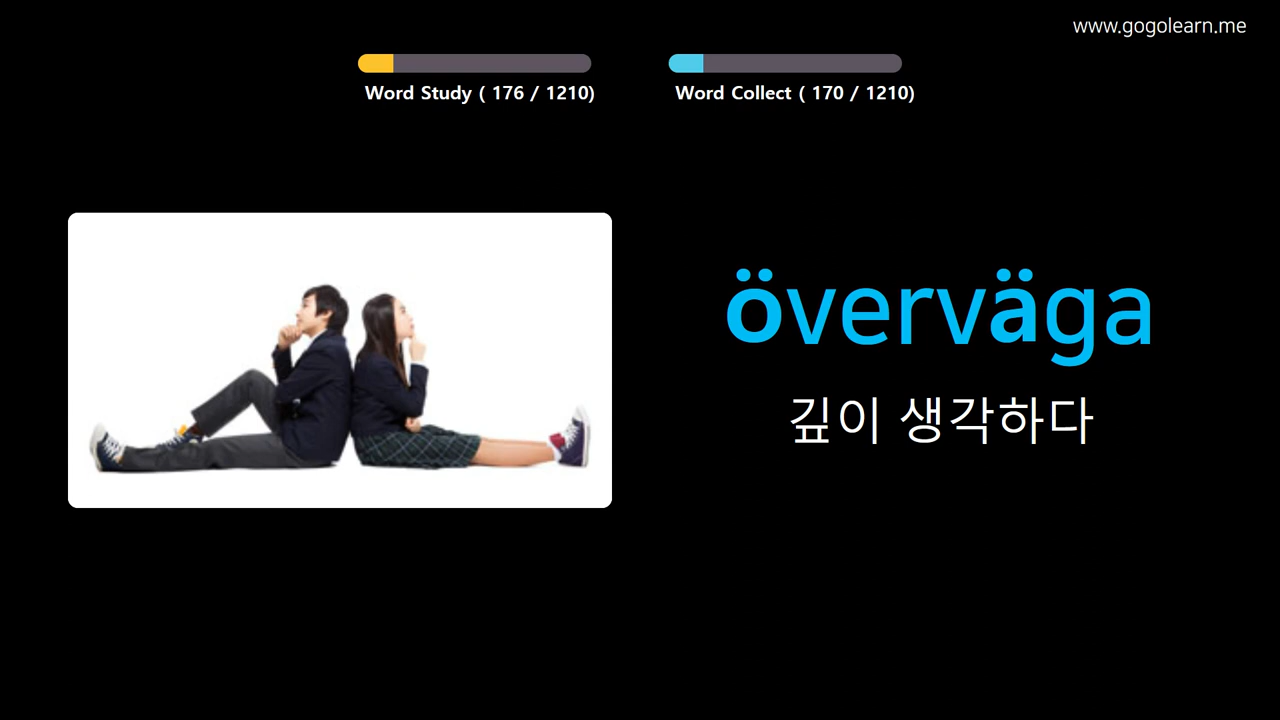 www.gogolearn.me
Word Study ( 176 / 1210)
Word Collect ( 170 / 1210)
överväga
깊이 생각하다